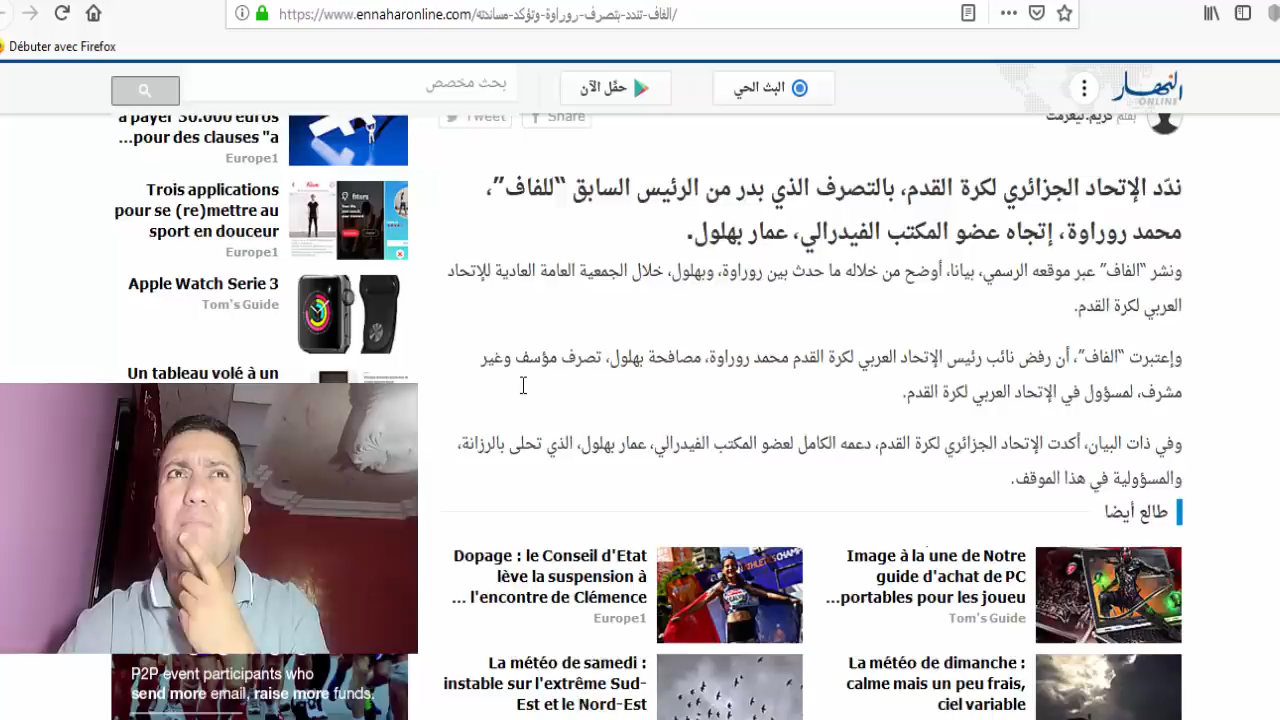 https://www.ennaharonline.com/الفاف-تندد-بتصرف-روراوة-وتؤكد-مساندته/
Débuter avec Firefox
بحث مخصص
حمِّل الآن
البث الحي
النهار
ONLINE
Tweet
Share
بقلم كريم.ليغرمت
ندّد الإتحاد الجزائري لكرة القدم، بالتصرف الذي بدر من الرئيس السابق “للفاف”،
محمد روراوة، إتجاه عضو المكتب الفيدرالي، عمار بهلول.
ونشر “الفاف” عبر موقعه الرسمي، بيانا، أوضح من خلاله ما حدث بين روراوة، وبهلول، خلال الجمعية العامة العادية للإتحاد
العربي لكرة القدم.
وإعتبرت “الفاف”، أن رفض نائب رئيس الإتحاد العربي لكرة القدم محمد روراوة، مصافحة بهلول، تصرف مؤسف وغير
مشرف، لمسؤول في الإتحاد العربي لكرة القدم.
وفي ذات البيان، أكدت الإتحاد الجزائري لكرة القدم، دعمه الكامل لعضو المكتب الفيدرالي، عمار بهلول، الذي تحلى بالرزانة،
والمسؤولية في هذا الموقف.
طالع أيضا
Image à la une de Notre
guide d'achat de PC
...portables pour les joueu
Tom's Guide
Dopage : le Conseil d'Etat
lève la suspension à
... l'encontre de Clémence
Europe1
La météo de dimanche :
calme mais un peu frais,
ciel variable
La météo de samedi :
instable sur l'extrême Sud-
Est et le Nord-Est
à payer 30.000 euros
...pour des clauses "a
Europe1
Trois applications
pour se (re)mettre au
sport en douceur
Europe1
Apple Watch Serie 3
Tom's Guide
Un tableau volé à un
P2P event participants who
send more email, raise more funds.